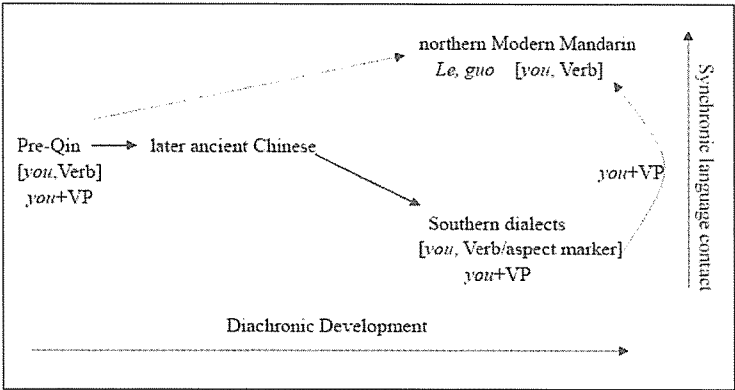 northern Modern Mandarin
Le, guo [you, Verb]
Pre-Qin
later ancient Chinese
[you,Verb]
you+VP
you+VP
Southern dialects
[you, Verb/aspect marker]
you+VP
Synchronic language contact
Diachronic Development